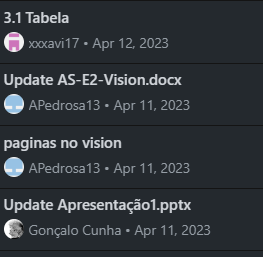 3.1 Tabela
xxxavi17 • Apr 12, 2023
Update AS-E2-Vision.docx
APedrosa13 • Apr 11, 2023
paginas no vision
APedrosa13 • Apr 11, 2023
Update Apresentação1.pptx
Gonçalo Cunha • Apr 11, 2023